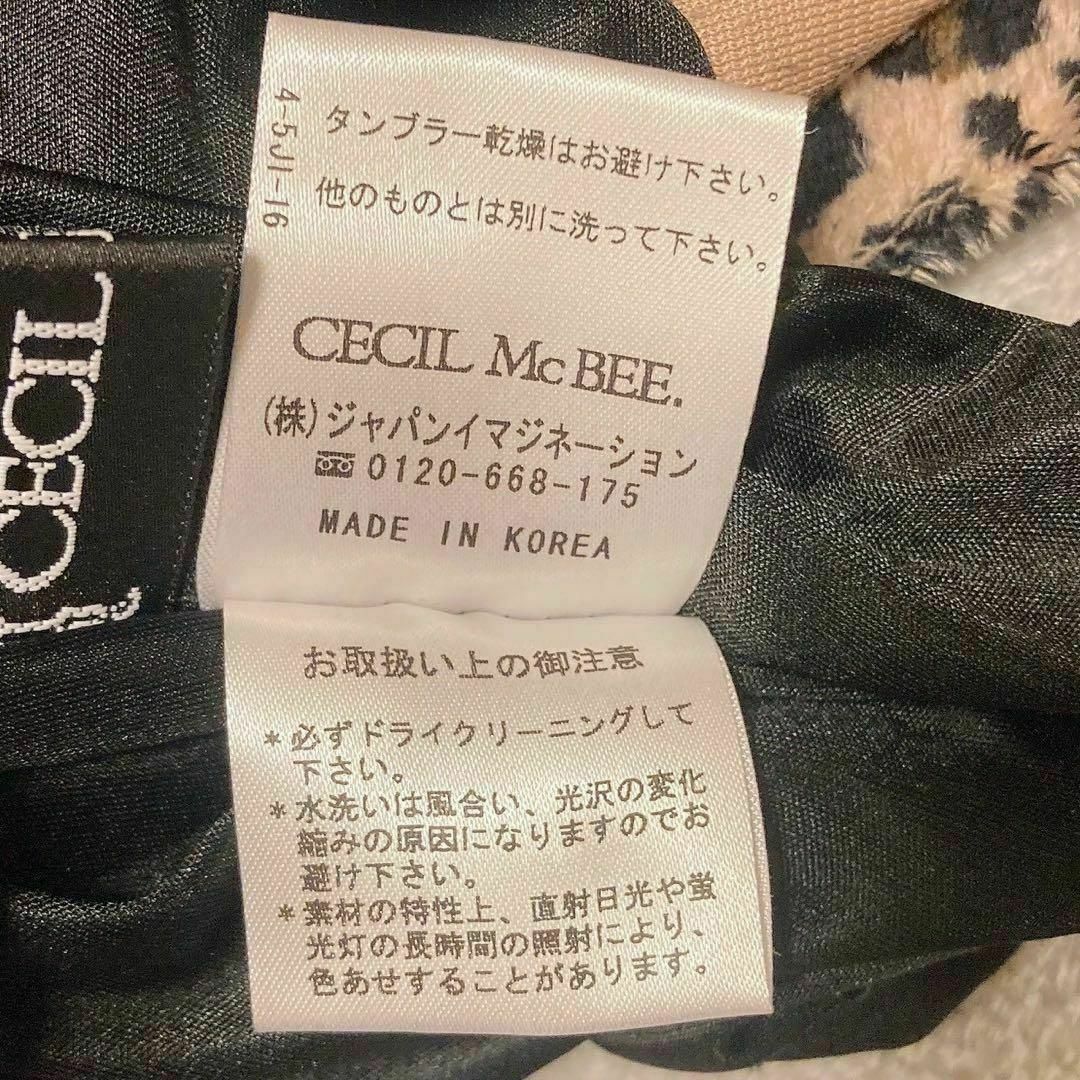 4-5J1-16
タンブラー乾燥はお避け下さい。
他のものとは別に洗って下さい。
CECIL McBEE.
(株)ジャパンイマジネーション
0120-668-175
MADE IN KOREA
CECIL
お取扱い上の御注意
*必ずドライクリーニングして
下さい。
*水洗いは風合い、光沢の変化
縮みの原因になりますのでお
避け下さい。
*素材の特性上、直射日光や蛍
光灯の長時間の照射により、
色あせすることがあります。